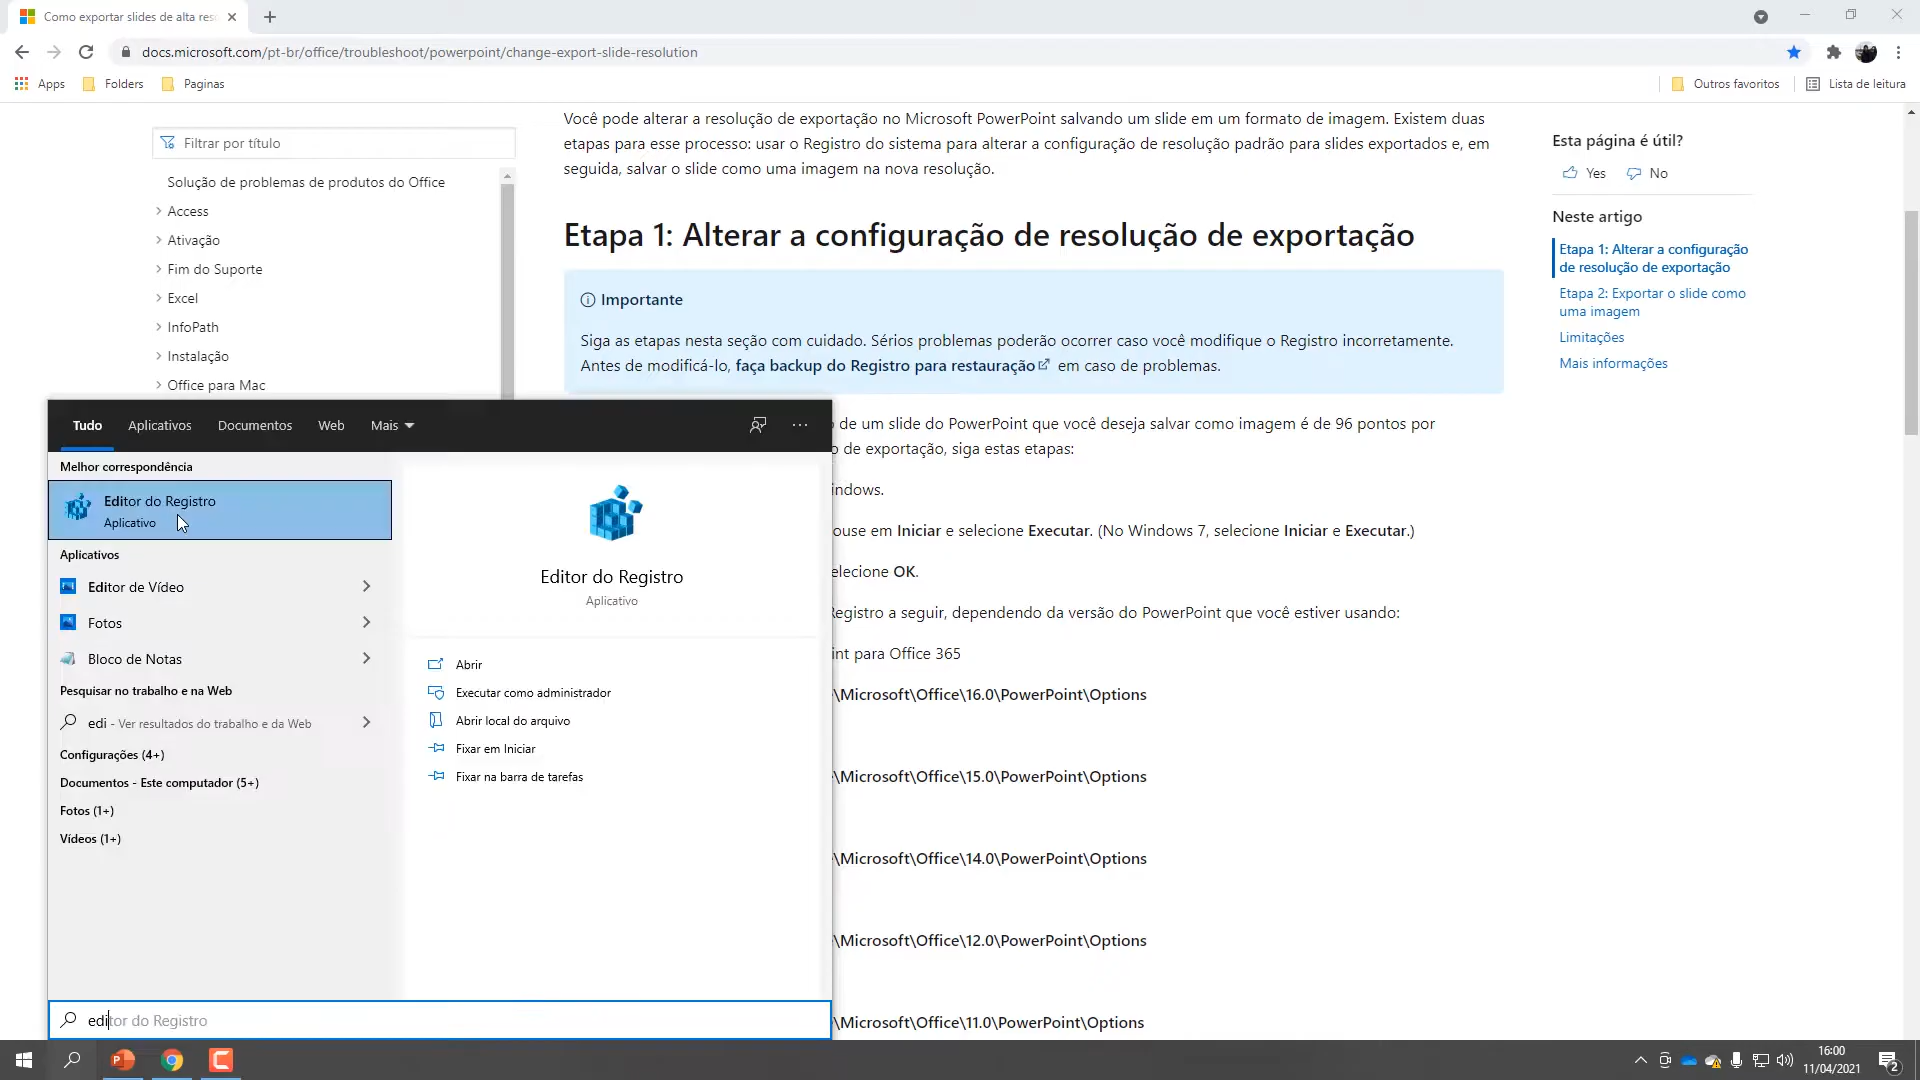 Como exportar slides de alta reso
docs.microsoft.com/pt-br/office/troubleshoot/powerpoint/change-export-slide-resolution
Apps
Folders
Paginas
Outros favoritos
Lista de leitura
Filtrar por título
Solução de problemas de produtos do Office
Access
Ativação
Fim do Suporte
Excel
InfoPath
Instalação
Office para Mac
Você pode alterar a resolução de exportação no Microsoft PowerPoint salvando um slide em um formato de imagem. Existem duas
etapas para esse processo: usar o Registro do sistema para alterar a configuração de resolução padrão para slides exportados e, em
seguida, salvar o slide como uma imagem na nova resolução.
Etapa 1: Alterar a configuração de resolução de exportação
Importante
Siga as etapas nesta seção com cuidado. Sérios problemas poderão ocorrer caso você modifique o Registro incorretamente.
Antes de modificá-lo, faça backup do Registro para restauração em caso de problemas.
de um slide do PowerPoint que você deseja salvar como imagem é de 96 pontos por
de exportação, siga estas etapas:
indows.
ouse em Iniciar e selecione Executar. (No Windows 7, selecione Iniciar e Executar.)
elecione OK.
Registro a seguir, dependendo da versão do PowerPoint que você estiver usando:
int para Office 365
\Microsoft\Office\16.0\PowerPoint\Options
\Microsoft\Office\15.0\PowerPoint\Options
\Microsoft\Office\14.0\PowerPoint\Options
\Microsoft\Office\12.0\PowerPoint\Options
\Microsoft\Office\11.0\PowerPoint\Options
Esta página é útil?
Yes No
Neste artigo
Etapa 1: Alterar a configuração
de resolução de exportação
Etapa 2: Exportar o slide como
uma imagem
Limitações
Mais informações
Tudo Aplicativos Documentos Web Mais
Melhor correspondência
Editor do Registro
Aplicativo
Aplicativos
Editor de Vídeo
Fotos
Bloco de Notas
Pesquisar no trabalho e na Web
edi - Ver resultados do trabalho e da Web
Configurações (4+)
Documentos - Este computador (5+)
Fotos (1+)
Vídeos (1+)
Editor do Registro
Aplicativo
Abrir
Executar como administrador
Abrir local do arquivo
Fixar em Iniciar
Fixar na barra de tarefas
editor do Registro
16:00
11/04/2021
2